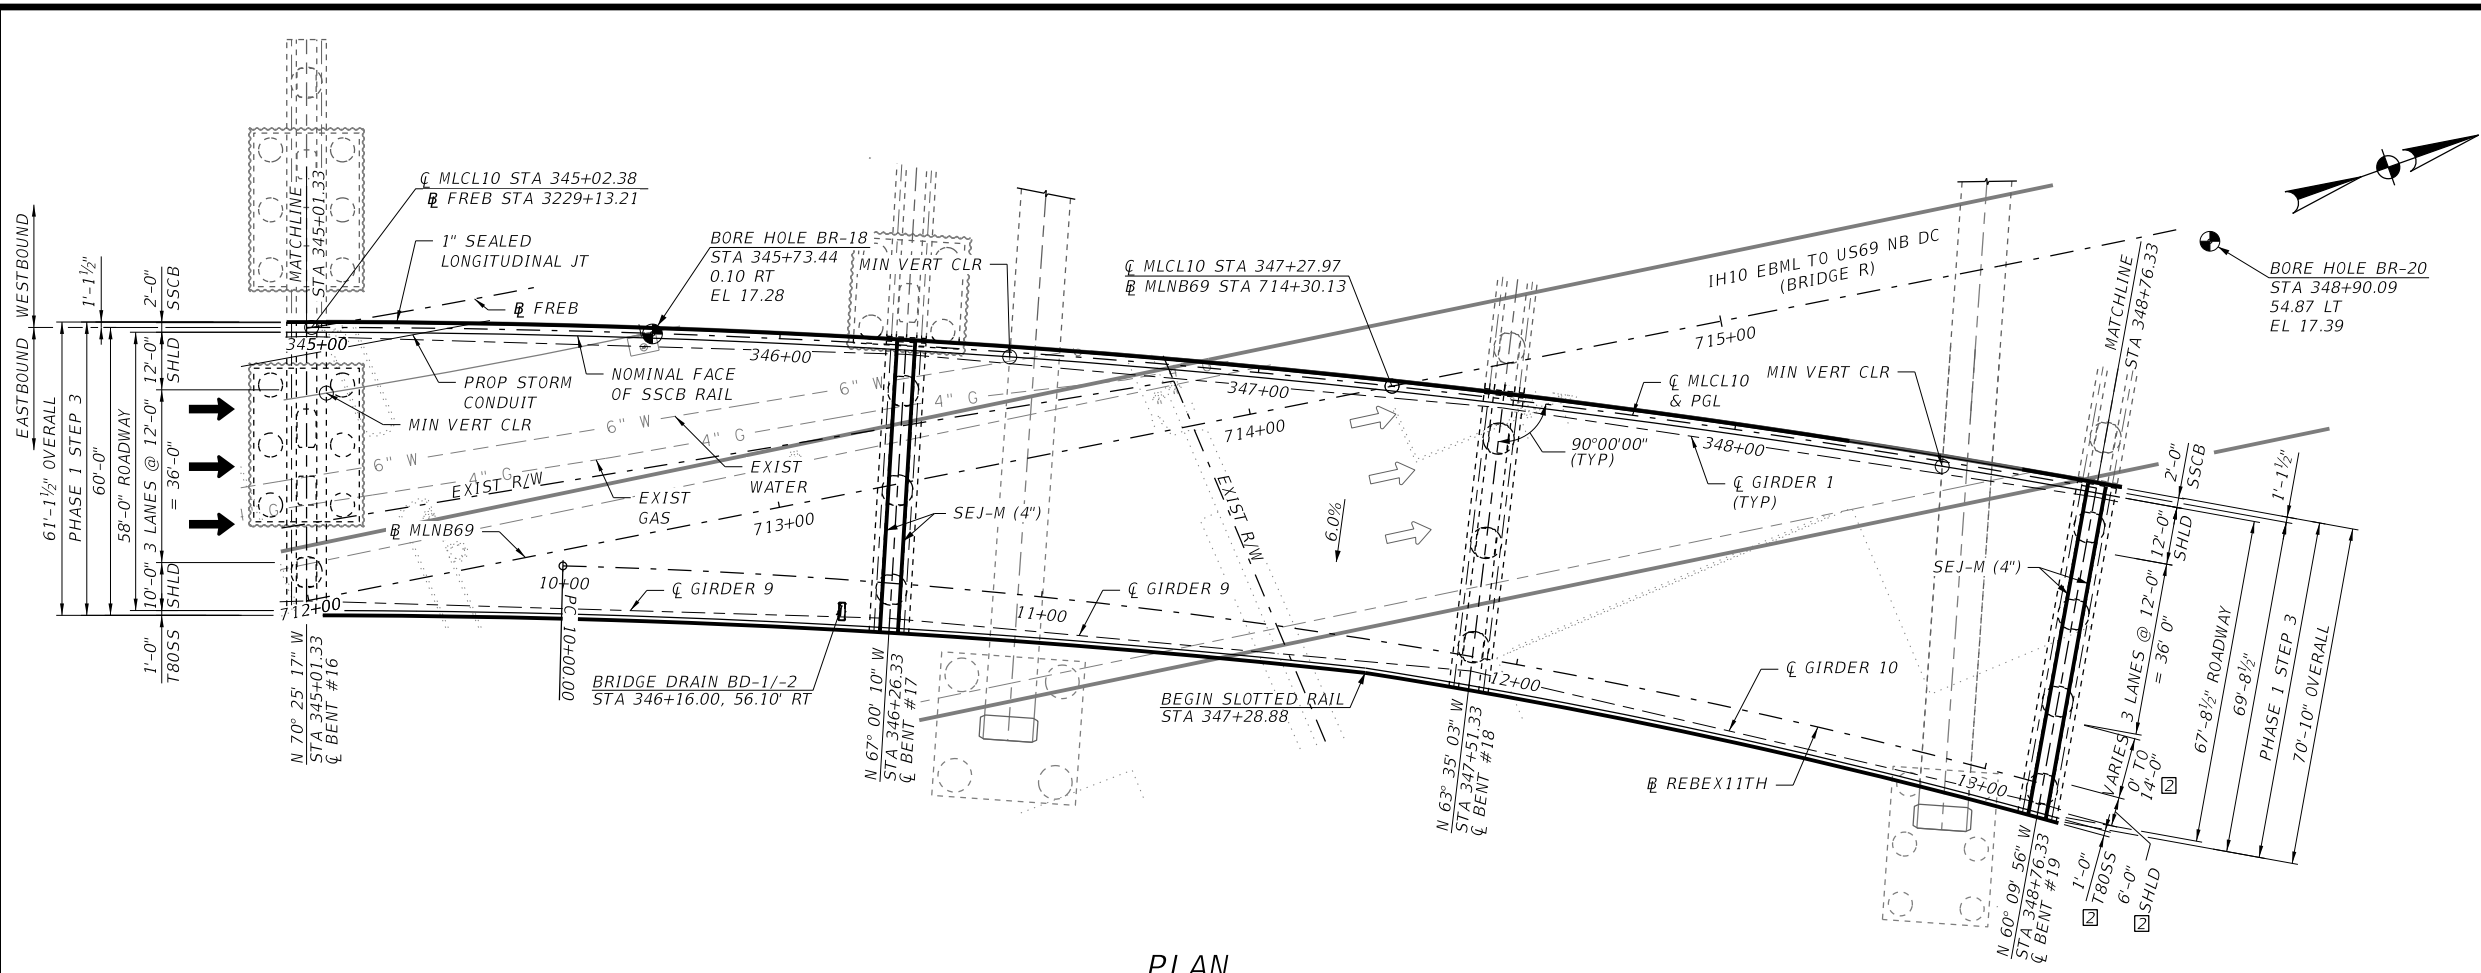 WESTBOUND
EASTBOUND
61'-1½" OVERALL
PHASE 1 STEP 3
60'-0"
58'-0" ROADWAY
1'-1½"
2'-0"
SSCB
12'-0"
SHLD
3 LANES @ 12'-0"
= 36'-0"
10'-0"
SHLD
1'-0"
T80SS
MATCHLINE
STA 345+01.33
℄ MLCL10 STA 345+02.38
B FREB STA 3229+13.21
1" SEALED
LONGITUDINAL JT
B FREB
BORE HOLE BR-18
STA 345+73.44
0.10 RT
EL 17.28
MIN VERT CLR
℄ MLCL10 STA 347+27.97
B MLNB69 STA 714+30.13
IH10 EBML TO US69 NB DC
(BRIDGE R)
MATCHLINE
STA 348+76.33
BORE HOLE BR-20
STA 348+90.09
54.87 LT
EL 17.39
345+00
346+00
347+00
348+00
715+00
714+00
713+00
712+00
PROP STORM
CONDUIT
NOMINAL FACE
OF SSCB RAIL
MIN VERT CLR
6" W
6" W
6" W
4" G
4" G
4" G
G
G
EXIST
WATER
EXIST
GAS
EXIST R/W
EXIST R/W
B MLNB69
SEJ-M (4")
6.0%
90°00'00"
(TYP)
℄ MLCL10
& PGL
MIN VERT CLR
℄ GIRDER 1
(TYP)
SEJ-M (4")
10+00
PC 10+00.00
℄ GIRDER 9
11+00
℄ GIRDER 9
12+00
℄ GIRDER 10
13+00
B REBEX11TH
BRIDGE DRAIN BD-1/-2
STA 346+16.00, 56.10' RT
BEGIN SLOTTED RAIL
STA 347+28.88
N 70° 25' 17" W
STA 345+01.33
℄ BENT #16
N 67° 00' 10" W
STA 346+26.33
℄ BENT #17
N 63° 35' 03" W
STA 347+51.33
℄ BENT #18
N 60° 09' 56" W
STA 348+76.33
℄ BENT #19
2'-0"
SSCB
1'-1½"
12'-0"
SHLD
3 LANES @ 12'-0"
= 36' 0"
VARIES
0' TO
14'-0"
2
67'-8½" ROADWAY
69'-8½"
PHASE 1 STEP 3
70'-10" OVERALL
1'-0"
T80SS
2
6'-0"
SHLD
2
PLAN